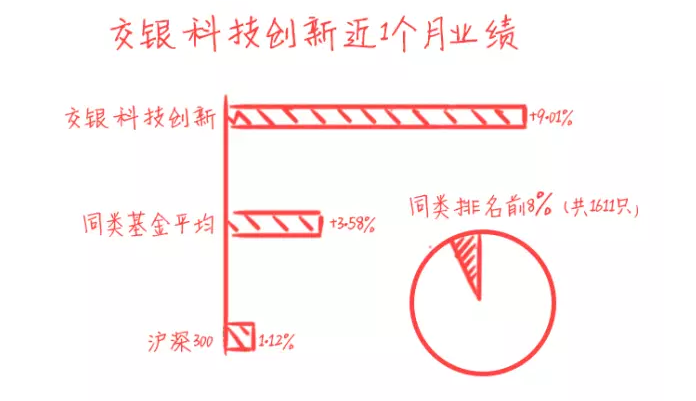 交银科技创新近1个月业绩
交银科技创新
+9.01%
同类基金平均
+3.58%
同类排名前8%(共1611只)
沪深300
1.12%